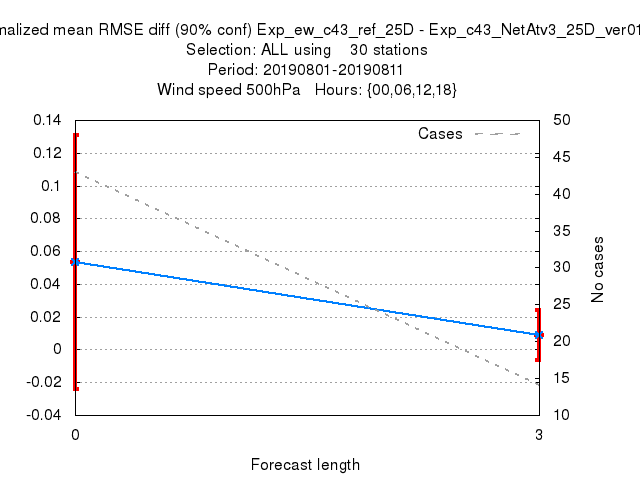 nalized mean RMSE diff (90% conf) Exp_ew_c43_ref_25D - Exp_c43_NetAtv3_25D_ver01
Selection: ALL using 30 stations
Period: 20190801-20190811
Wind speed 500hPa Hours: {00,06,12,18}
Cases
0.14
0.12
0.1
0.08
0.06
0.04
0.02
0
-0.02
-0.04
50
45
40
35
30
25
20
15
10
No cases
0 3
Forecast length